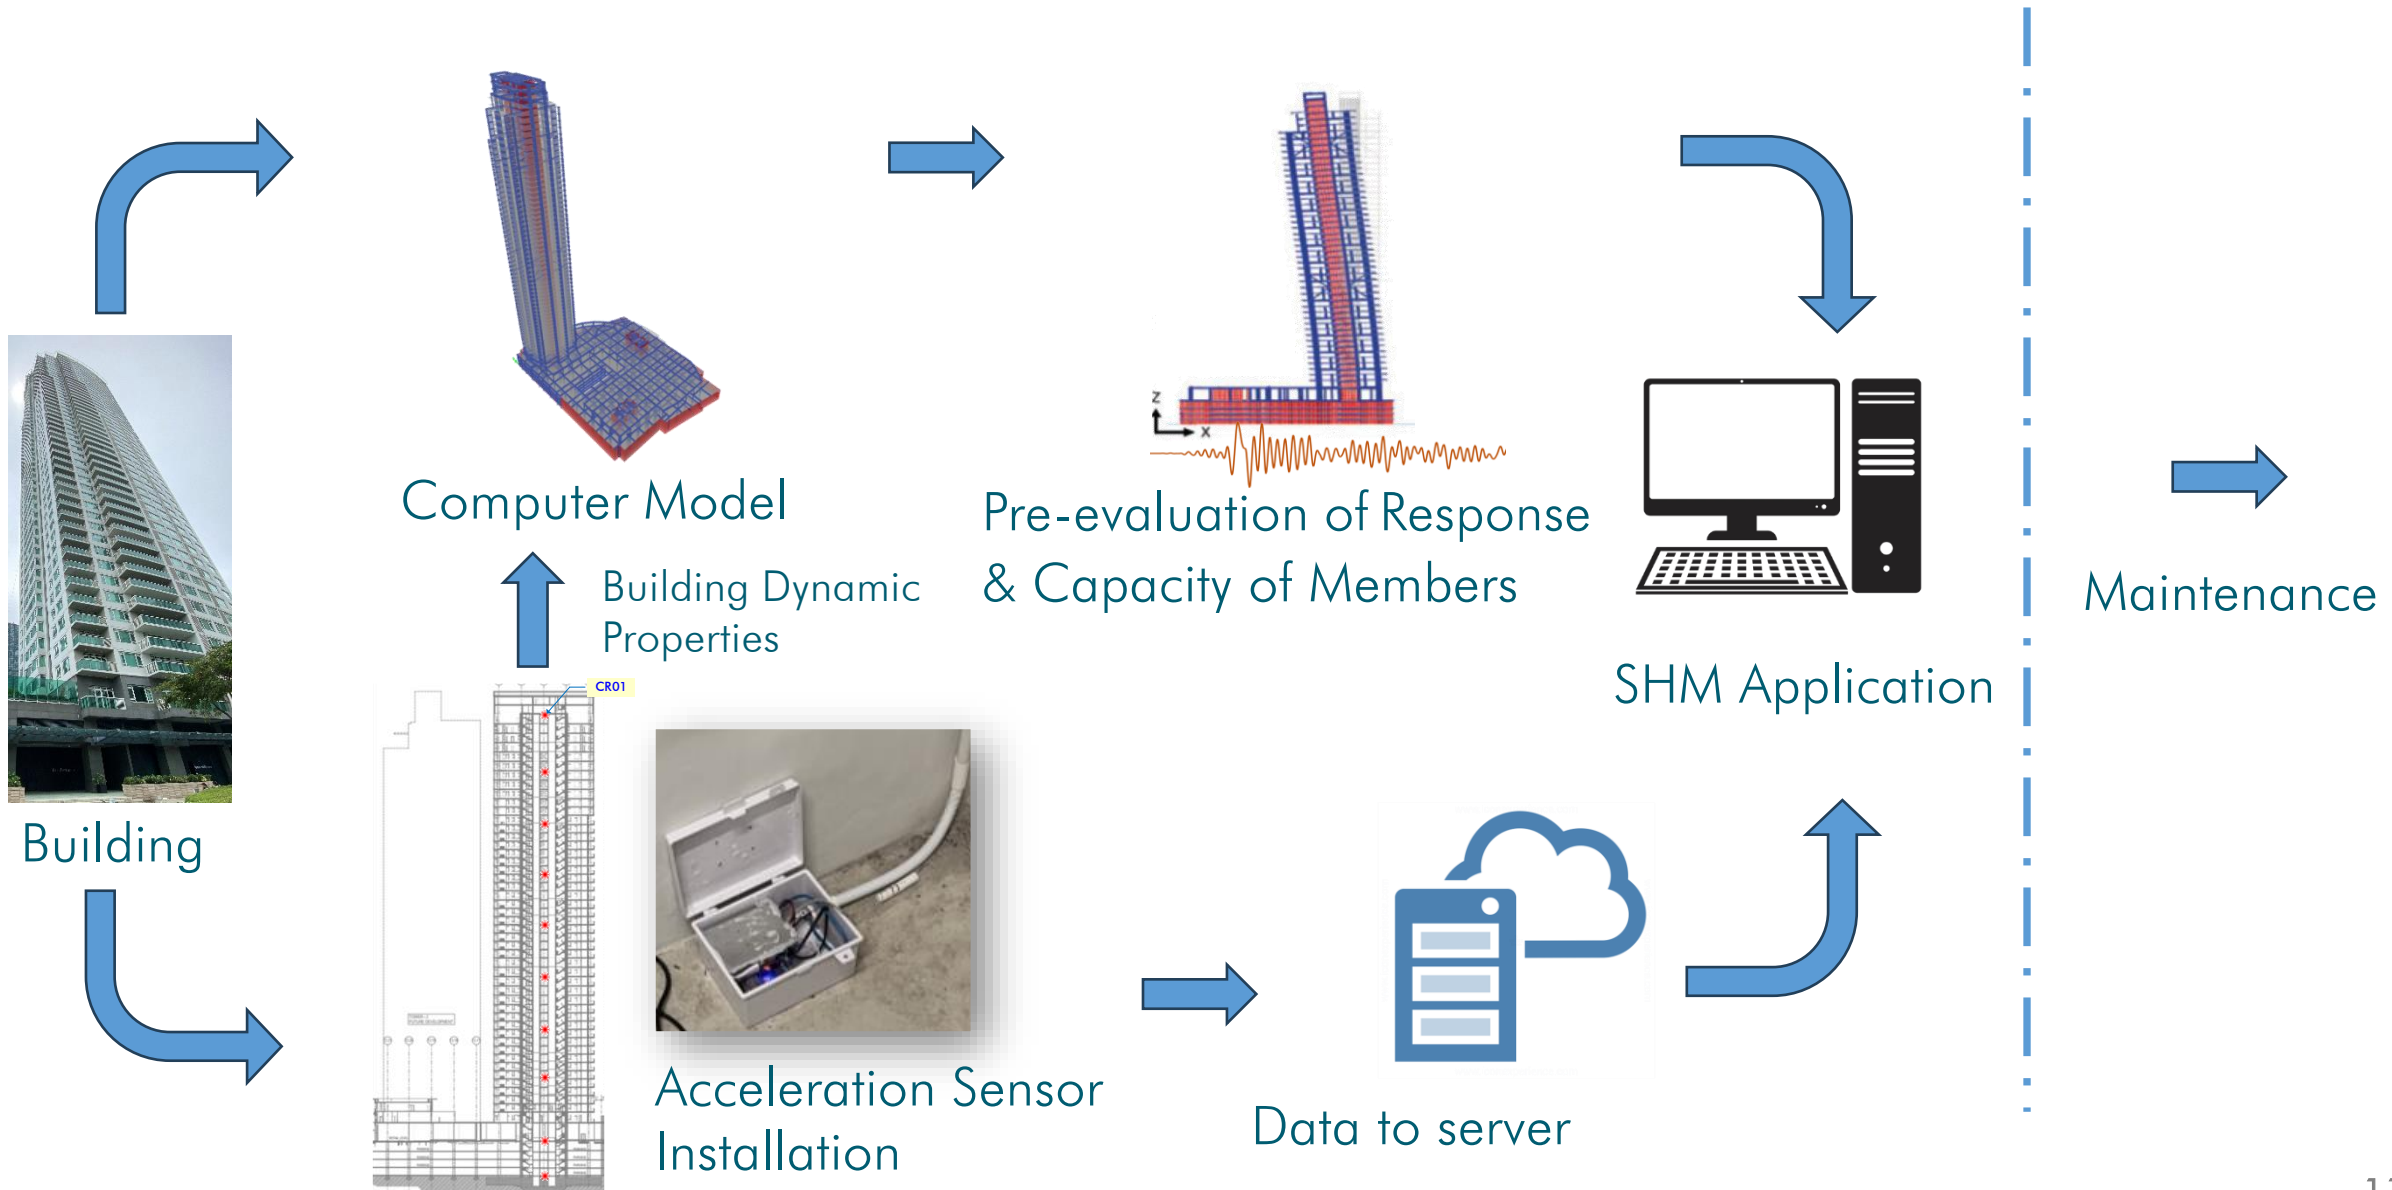 Z
X
Computer Model
Pre-evaluation of Response
& Capacity of Members
Building Dynamic
Properties
Maintenance
SHM Application
CR01
Building
Acceleration Sensor
Installation
Data to server